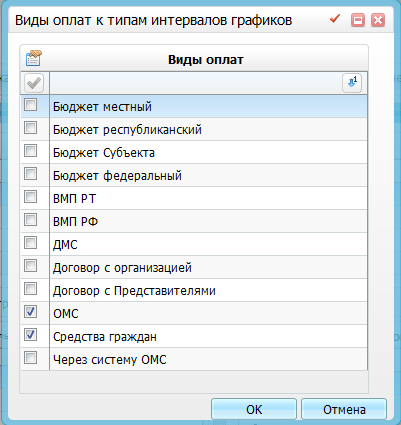 Виды оплат к типам интервалов графиков
Виды оплат
Бюджет местный
Бюджет республиканский
Бюджет Субъекта
Бюджет федеральный
ВМП РТ
ВМП РФ
ДМС
Договор с организацией
Договор с Представителями
ОМС
Средства граждан
Через систему ОМС
ОК Отмена